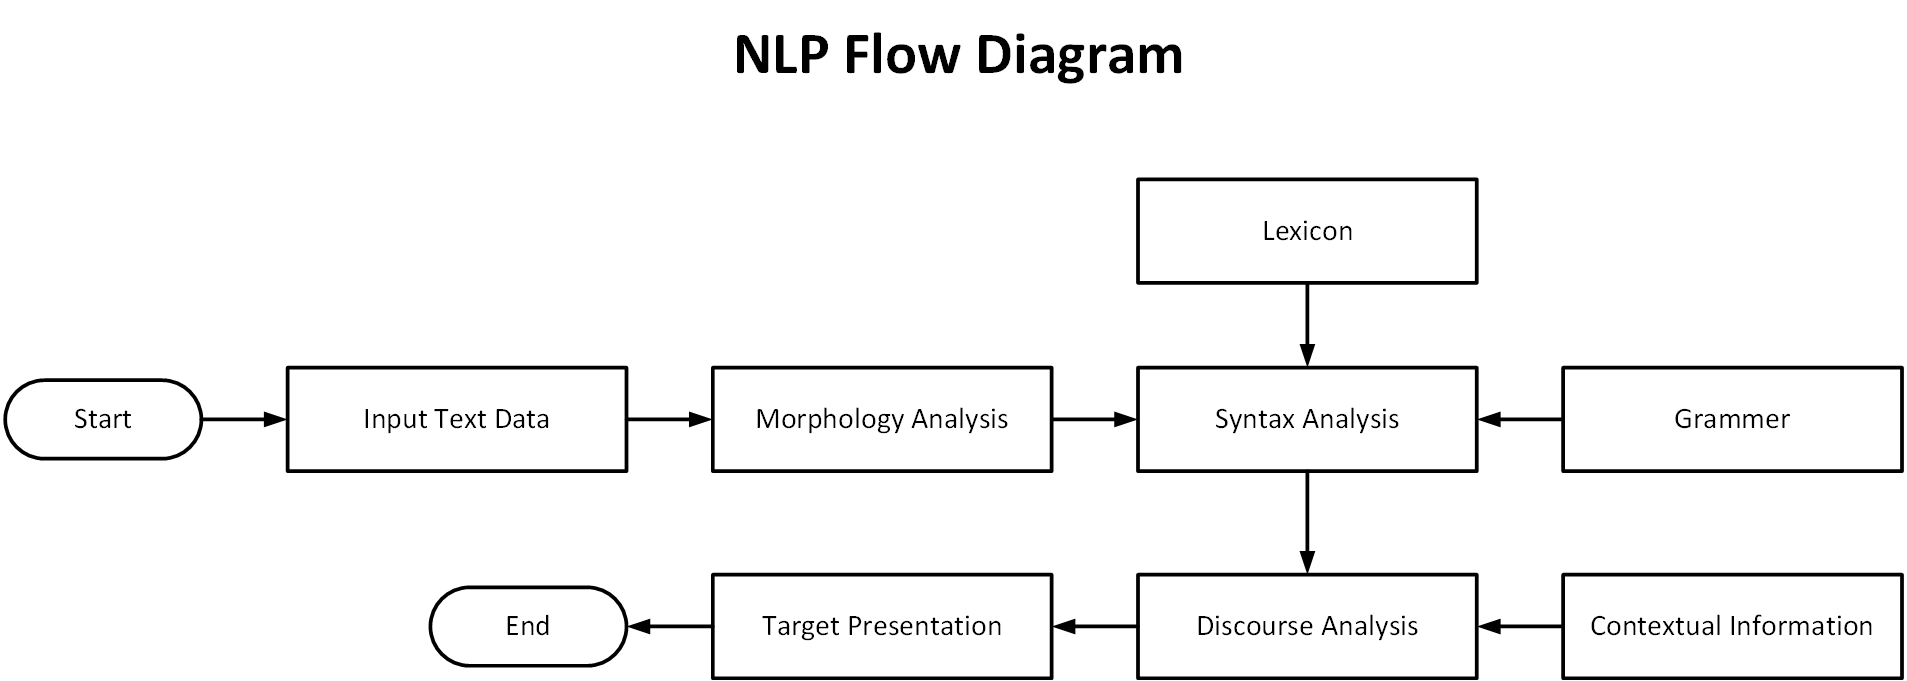 NLP Flow Diagram
Lexicon
Start
Input Text Data
Morphology Analysis
Syntax Analysis
Grammer
End
Target Presentation
Discourse Analysis
Contextual Information